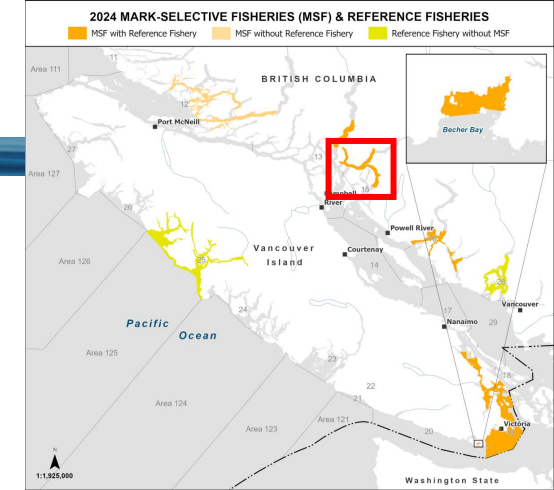 2024 MARK-SELECTIVE FISHERIES (MSF) & REFERENCE FISHERIES
MSF with Reference Fishery
MSF without Reference Fishery
Reference Fishery without MSF
Area 111
11
BRITISH COLUMBIA
12
Port McNeill
Becher Bay
13
15
27
Area 127
Campbell
River
26
Powell River
Vancouver
Island
Courtenay
25
Area 126
14
28
24
Vancouver
17
Nanaimo
29
Pacific
Ocean
Area 125
23
18
22
21
Area 124
Area 121
Area 123
20
Victoria
N
1:1,925,000
Washington State